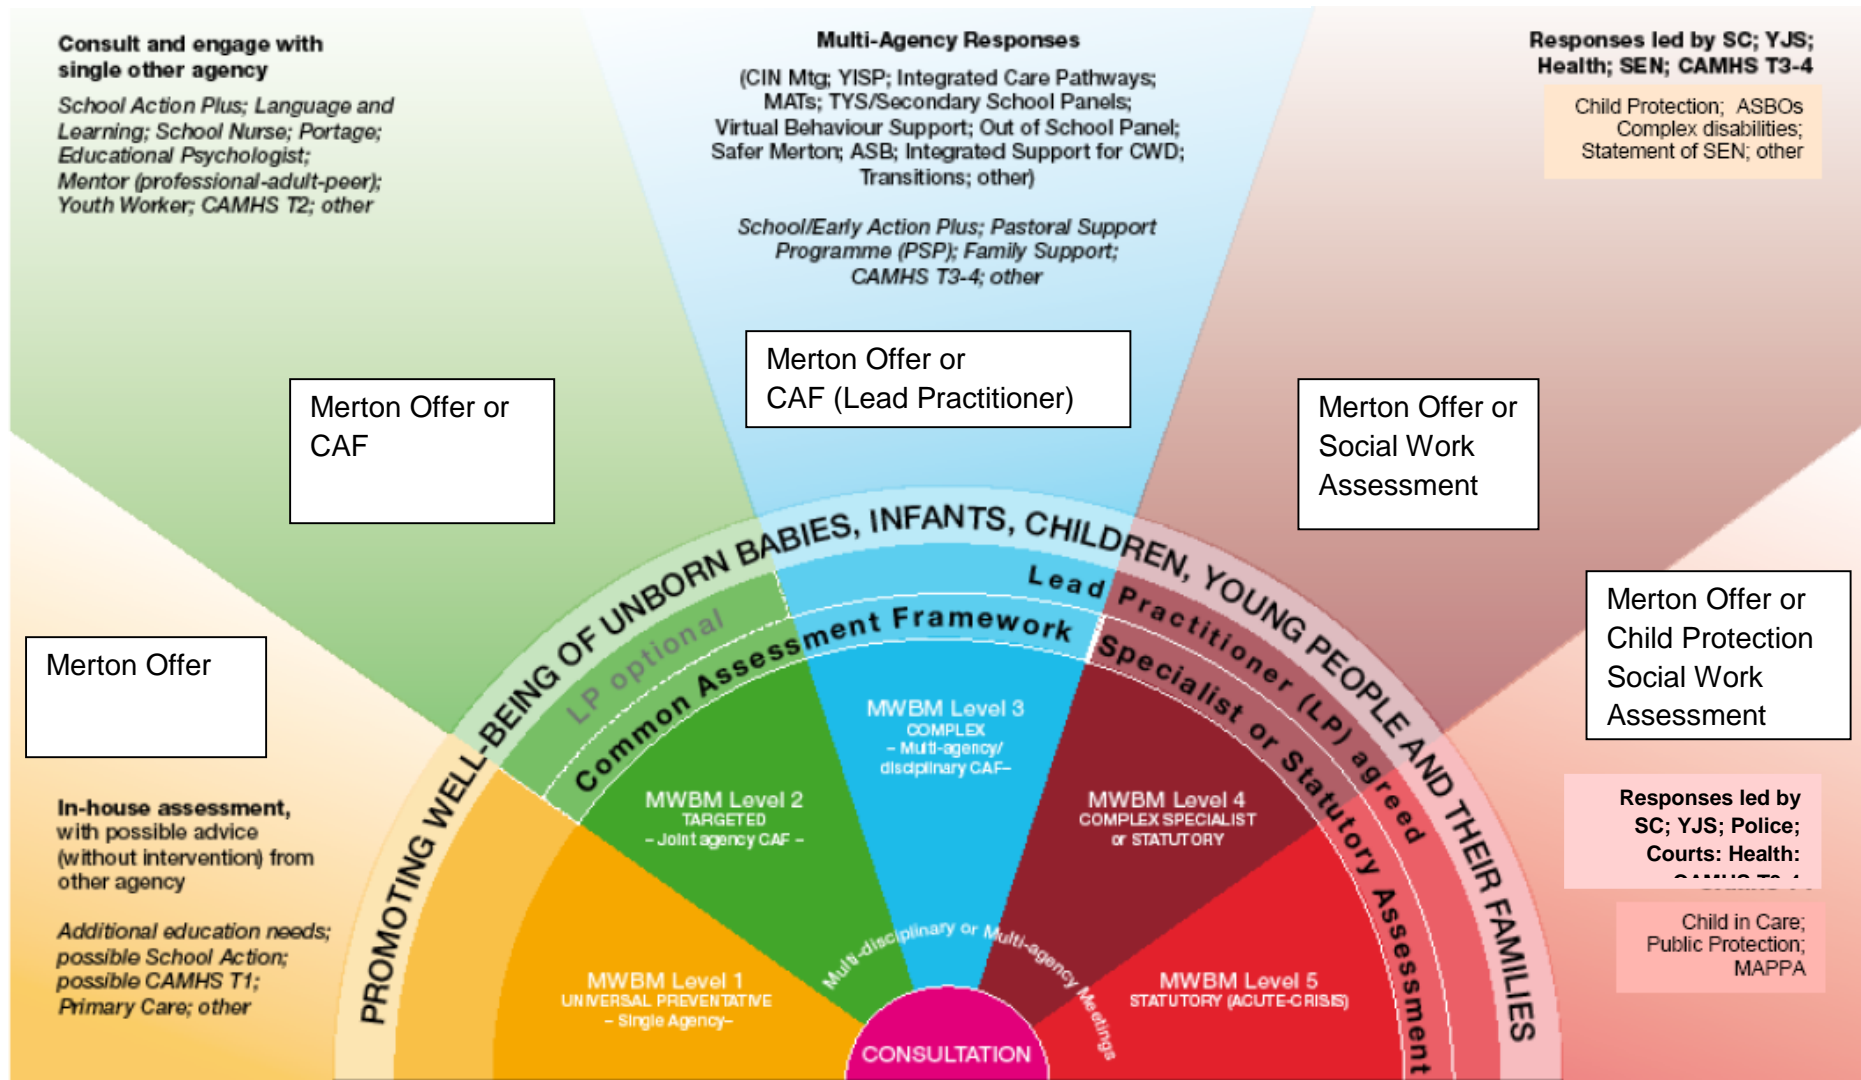 Consult and engage with
single other agency
School Action Plus; Language and
Learning; School Nurse; Portage;
Educational Psychologist;
Mentor (professional-adult-peer);
Youth Worker; CAMHS T2; other
Multi-Agency Responses
(CIN Mtg; YISP; Integrated Care Pathways;
MATs; TYS/Secondary School Panels;
Virtual Behaviour Support; Out of School Panel;
Safer Merton; ASB; Integrated Support for CWD;
Transitions; other)
School/Early Action Plus; Pastoral Support
Programme (PSP); Family Support;
CAMHS T3-4; other
Responses led by SC; YJS;
Health; SEN; CAMHS T3-4
Child Protection; ASBOs
Complex disabilities;
Statement of SEN; other
Merton Offer or
CAF
Merton Offer or
CAF (Lead Practitioner)
Merton Offer or
Social Work
Assessment
Merton Offer
Merton Offer or
Child Protection
Social Work
Assessment
In-house assessment,
with possible advice
(without intervention) from
other agency
Additional education needs;
possible School Action;
possible CAMHS T1;
Primary Care; other
Responses led by
SC; YJS; Police;
Courts: Health:
Child in Care;
Public Protection;
MAPPA
PROMOTING WELL-BEING OF UNBORN BABIES, INFANTS, CHILDREN, YOUNG PEOPLE AND THEIR FAMILIES
LP optional
Lead Practitioner (LP) agreed
Common Assessment Framework
Specialist or Statutory Assessment
MWBM Level 1
UNIVERSAL PREVENTATIVE
– Single Agency–
MWBM Level 2
TARGETED
– Joint agency CAF –
MWBM Level 3
COMPLEX
– Multi-agency/
disciplinary CAF–
MWBM Level 4
COMPLEX SPECIALIST
or STATUTORY
MWBM Level 5
STATUTORY (ACUTE-CRISIS)
Multi-disciplinary or Multi-agency Meetings
CONSULTATION